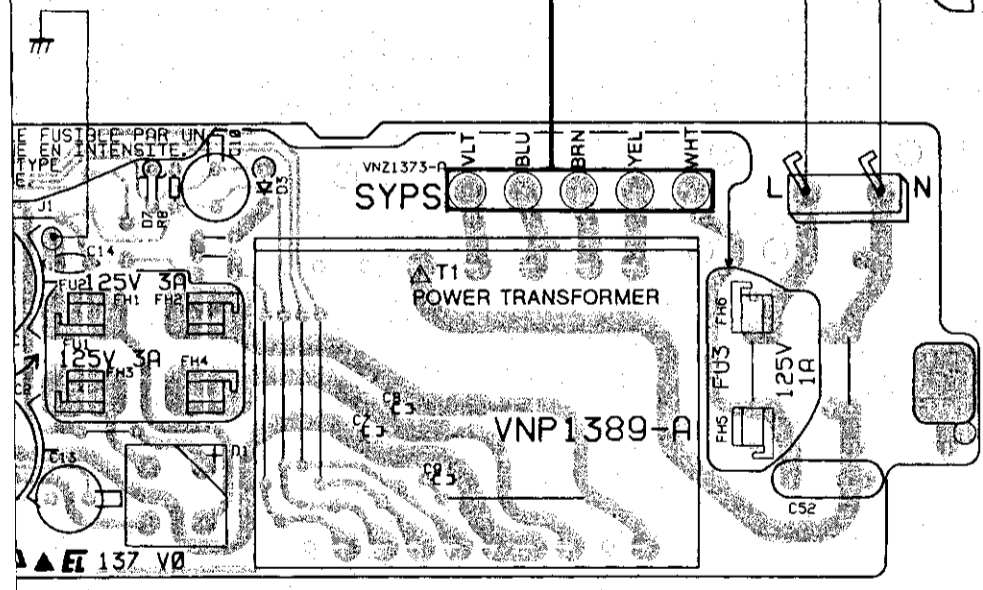 E FUSIBLE PAR UN
E EN INTENSITE,
TYPE
E.
C10
J1
D7
R8
D3
VNZ1373-A
SYPS
VLT
BLU
BRN
YEL
WHT
L
N
C14
FU2 125V 3A
FH1
FH2
T1
POWER TRANSFORMER
FU1
125V 3A
FH3
FH4
FH6
FU3
125V
1A
FH5
C8
C7
C9
VNP1389-A
C13
D1
C52
137 V0